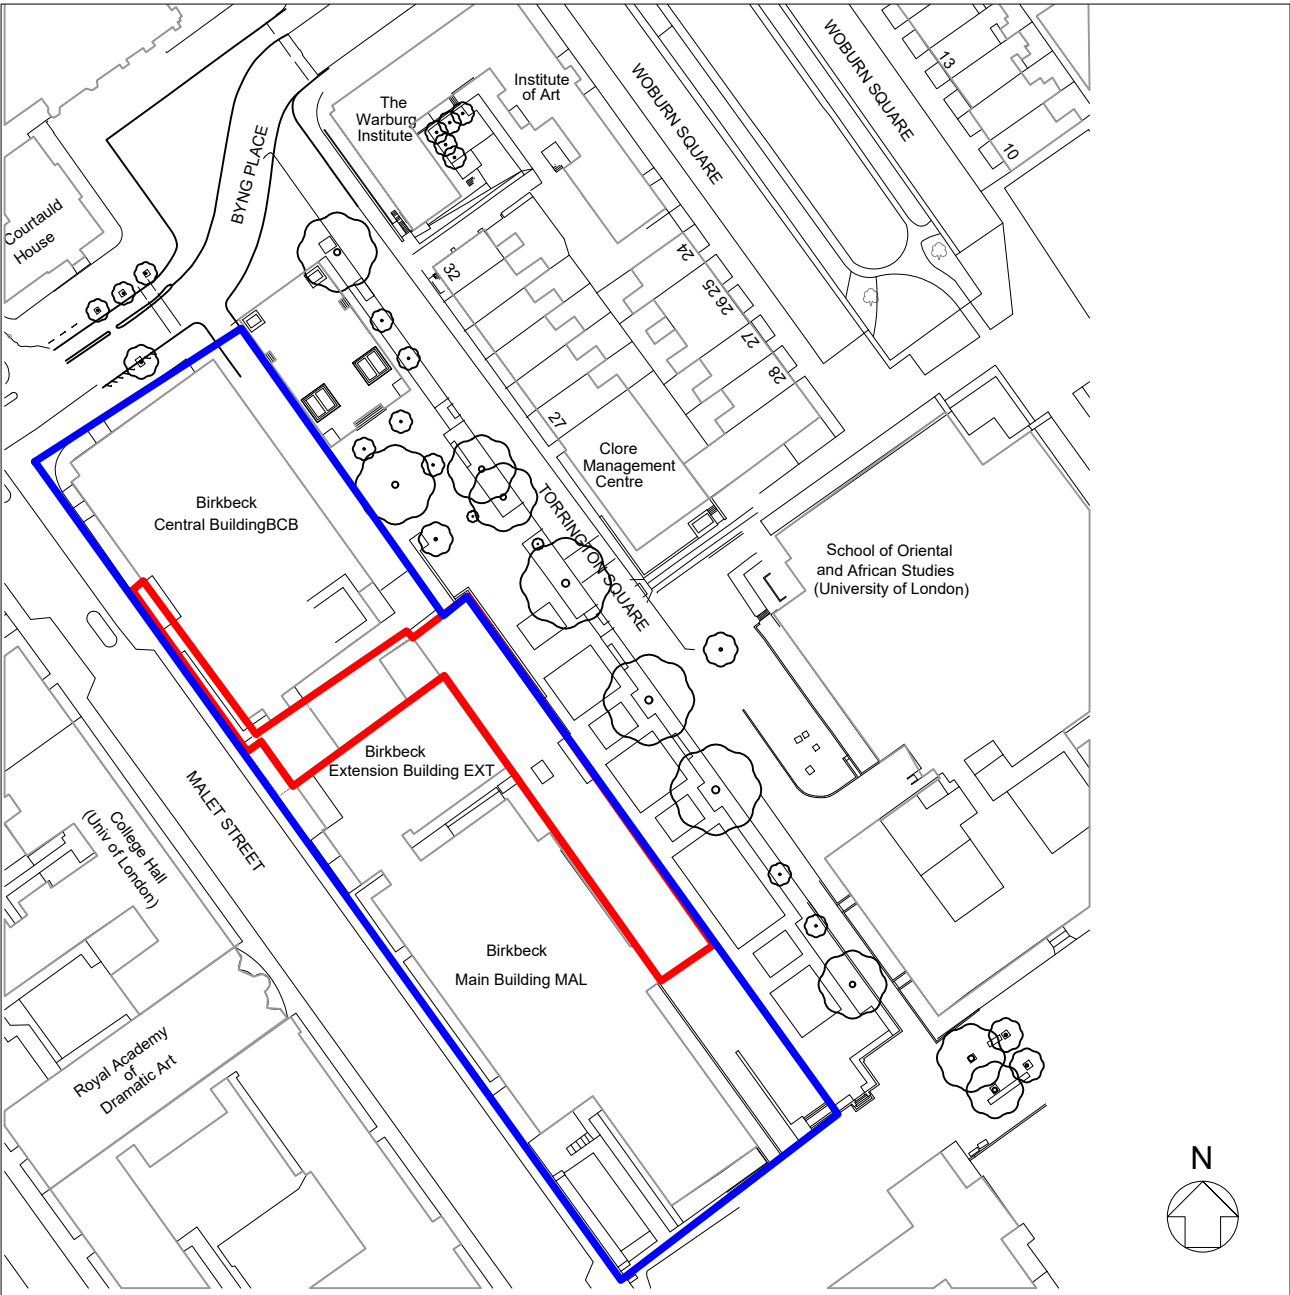 WOBURN SQUARE
WOBURN SQUARE
13
10
Institute
of Art
The
Warburg
Institute
BYNG PLACE
Courtauld
House
32
24
25
26
27
28
27
Clore
Management
Centre
TORRINGTON SQUARE
Birkbeck
Central BuildingBCB
School of Oriental
and African Studies
(University of London)
Birkbeck
Extension Building EXT
MALET STREET
College Hall
(Univ of London)
Birkbeck
Main Building MAL
Royal Academy
of
Dramatic Art
N